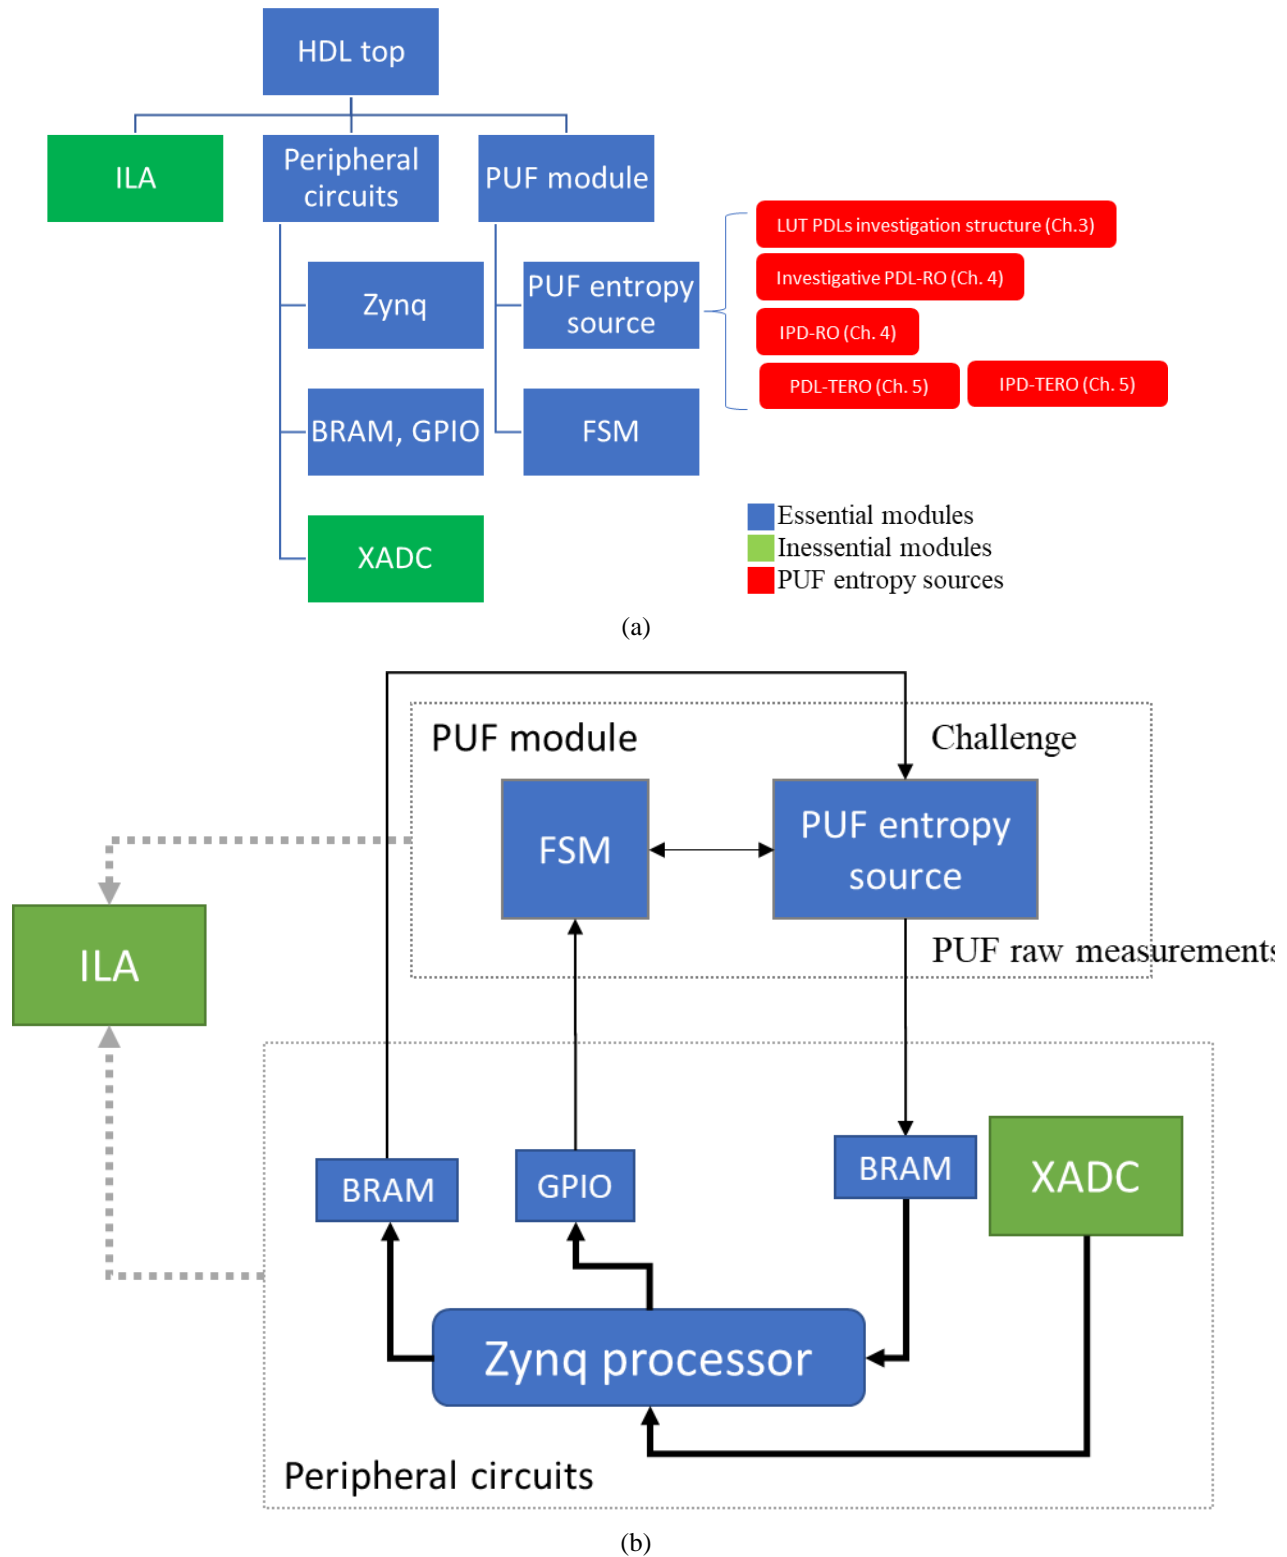 HDL top
ILA
Peripheral
circuits
PUF module
LUT PDLs investigation structure (Ch.3)
Investigative PDL-RO (Ch. 4)
IPD-RO (Ch. 4)
PDL-TERO (Ch. 5)
IPD-TERO (Ch. 5)
Zynq
PUF entropy
source
BRAM, GPIO
FSM
XADC
Essential modules
Inessential modules
PUF entropy sources
(a)
PUF module
Challenge
FSM
PUF entropy
source
ILA
PUF raw measurements
BRAM
GPIO
BRAM
XADC
Zynq processor
Peripheral circuits
(b)